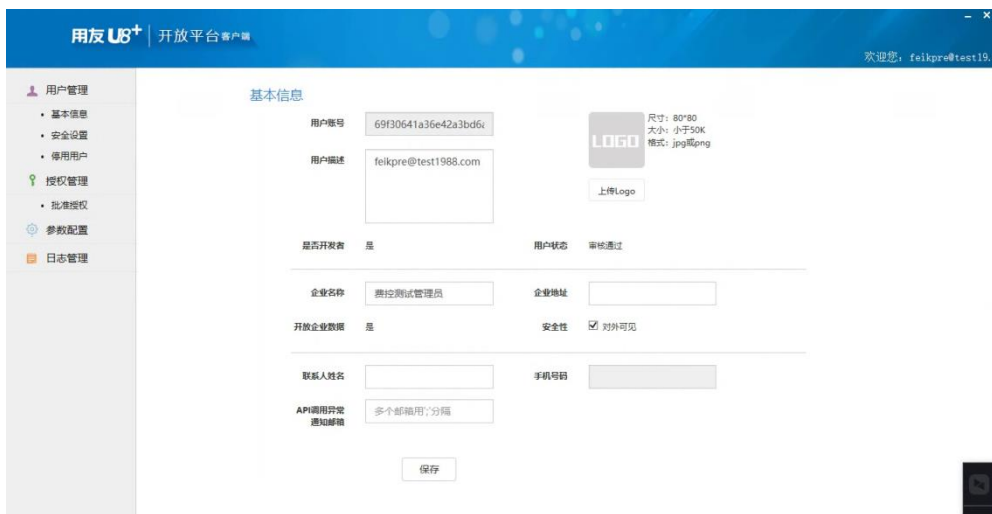 用友 U8+ 开放平台客户端
欢迎您, feikpre@test19.
用户管理
• 基本信息
• 安全设置
• 停用用户
授权管理
• 批准授权
参数配置
日志管理
基本信息
用户账号 69f30641a36e42a3bd6a
LOGO
尺寸: 80*80
大小: 小于50K
格式: jpg或png
用户描述 feikpre@test1988.com
上传Logo
是否开发者 是 用户状态 审核通过
企业名称 费控测试管理员 企业地址
开放企业数据 是 安全性 对外可见
联系人姓名 手机号码
API调用异常
通知邮箱
多个邮箱用';'分隔
保存